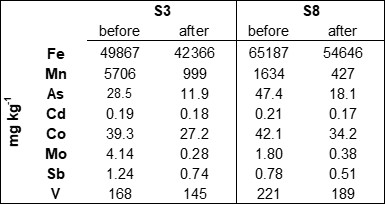 S3 S8
before after before after
Fe 49867 42366 65187 54646
Mn 5706 999 1634 427
As 28.5 11.9 47.4 18.1
Cd 0.19 0.18 0.21 0.17
Co 39.3 27.2 42.1 34.2
Mo 4.14 0.28 1.80 0.38
Sb 1.24 0.74 0.78 0.51
V 168 145 221 189
mg kg⁻¹